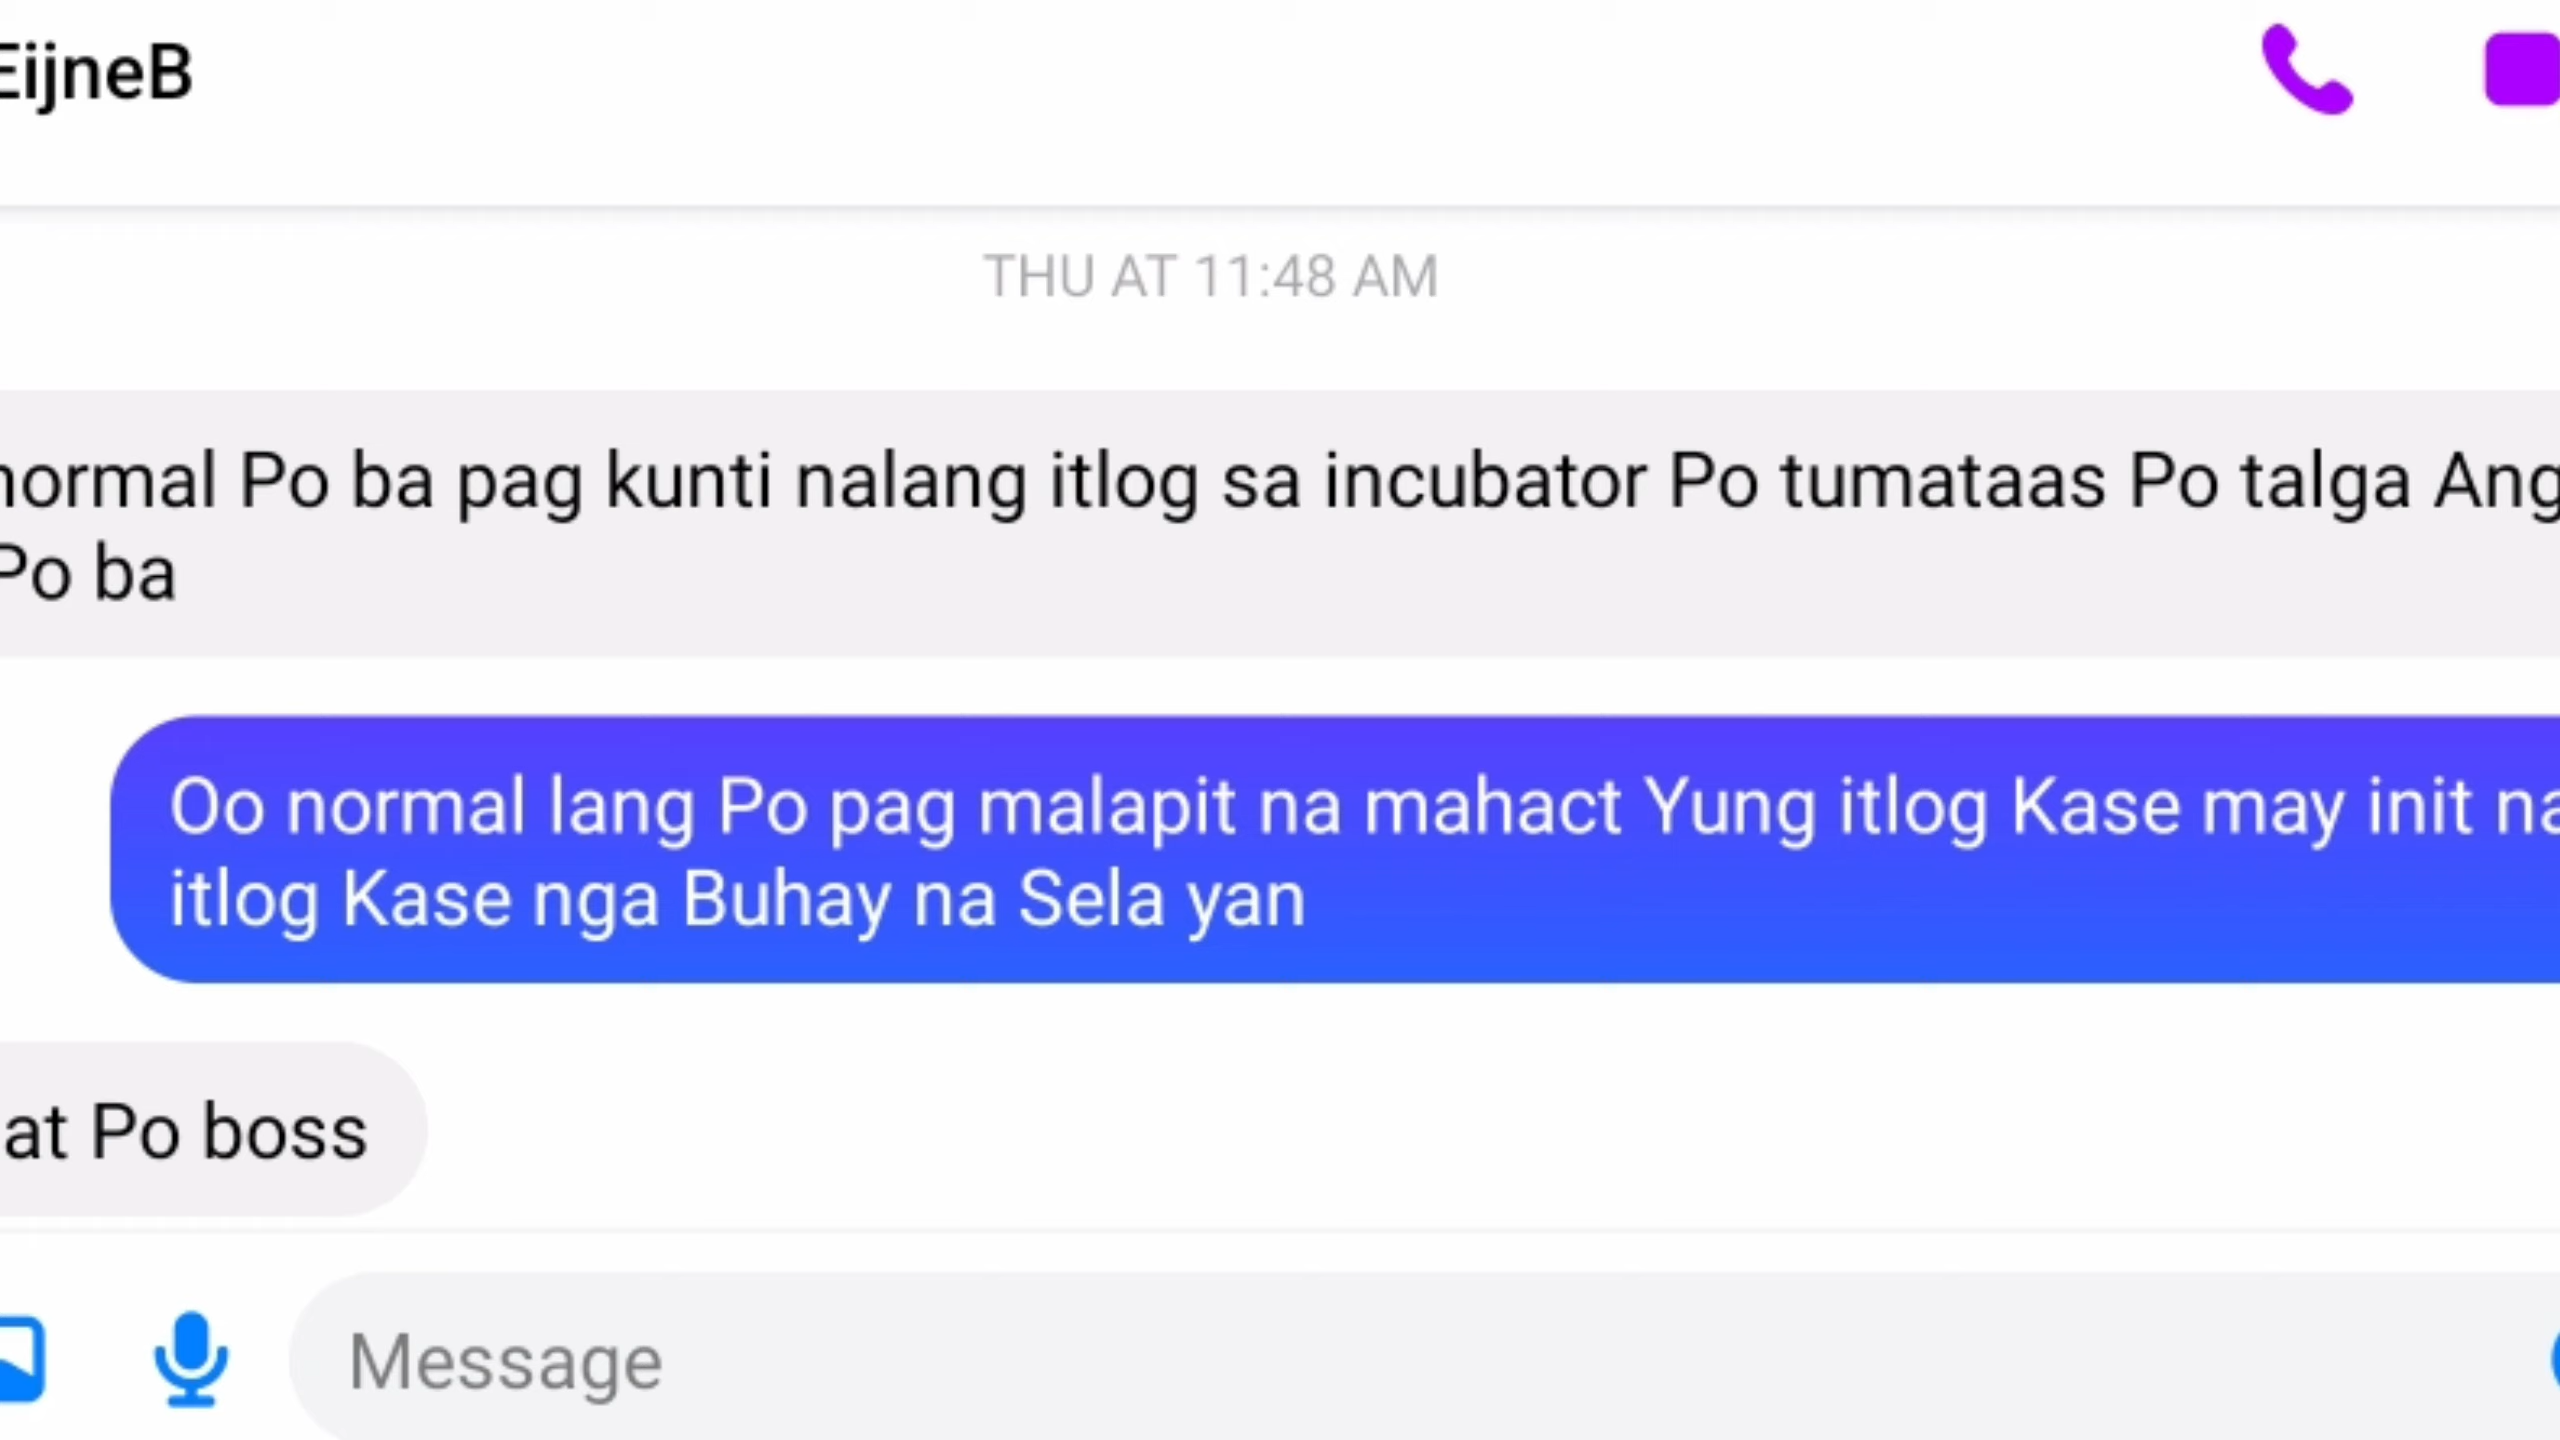 EijneB
THU AT 11:48 AM
normal Po ba pag kunti nalang itlog sa incubator Po tumataas Po talga Ang
Po ba
Oo normal lang Po pag malapit na mahact Yung itlog Kase may init na
itlog Kase nga Buhay na Sela yan
at Po boss
Message